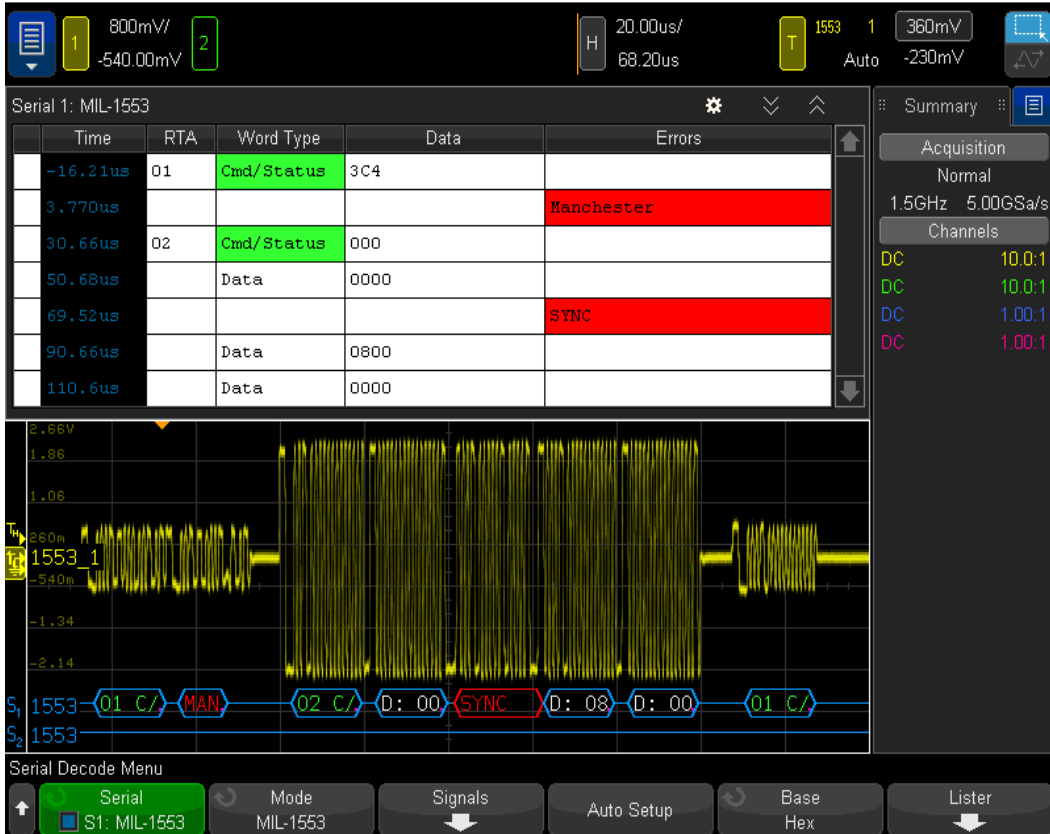 1 800mV/ 2 H 20.00us/ T 1553 1 360mV
-540.00mV 68.20us Auto -230mV
Serial 1: MIL-1553
Summary
Time RTA Word Type Data Errors
-16.21us 01 Cmd/Status 3C4
3.770us Manchester
30.66us 02 Cmd/Status 000
50.68us Data 0000
69.52us SYNC
90.66us Data 0800
110.6us Data 0000
Acquisition
Normal
1.5GHz 5.00GSa/s
Channels
DC 10.0:1
DC 10.0:1
DC 1.00:1
DC 1.00:1
2.66V
1.86
1.06
TH 260m
1553_1
-540m
-1.34
-2.14
S1 1553 01 C/ MAN 02 C/ D: 00 SYNC D: 08 D: 00 01 C/
S2 1553
Serial Decode Menu
Serial Mode Signals Auto Setup Base Lister
S1: MIL-1553 MIL-1553 Hex